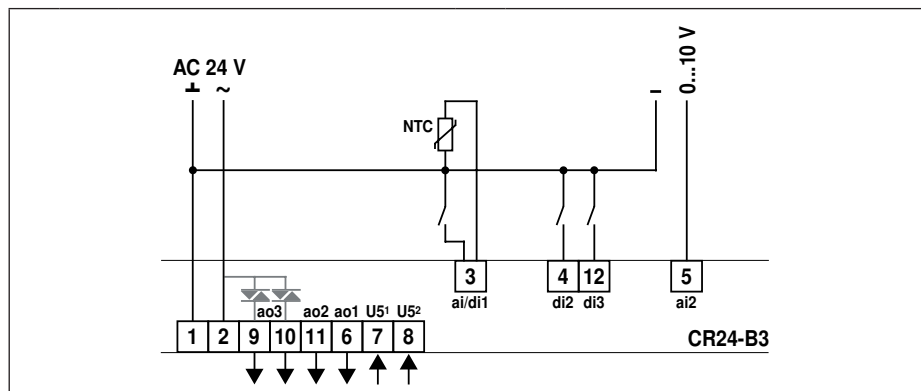 AC 24 V
⊥ ~
– 0...10 V
NTC
3 4 12 5
ai/di1 di2 di3 ai2
ao3 ao2 ao1 U5¹ U5²
1 2 9 10 11 6 7 8
CR24-B3